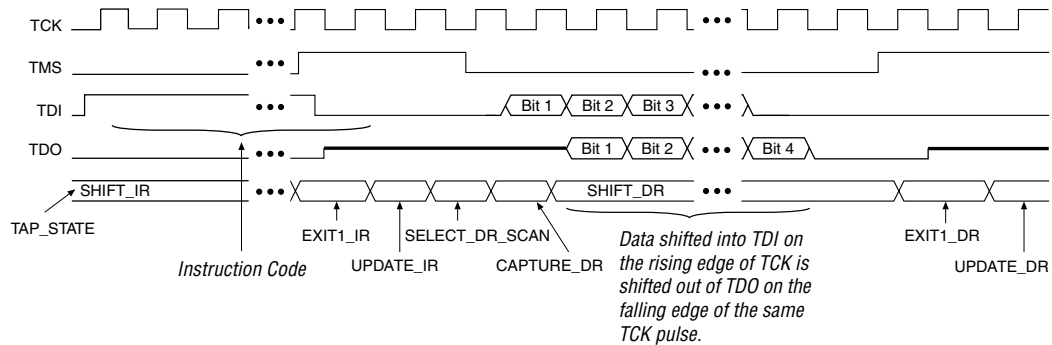 TCK
TMS
TDI Bit 1 Bit 2 Bit 3
TDO Bit 1 Bit 2 Bit 4
SHIFT_IR SHIFT_DR
TAP_STATE
EXIT1_IR SELECT_DR_SCAN
Instruction Code UPDATE_IR CAPTURE_DR
Data shifted into TDI on
the rising edge of TCK is
shifted out of TDO on the
falling edge of the same
TCK pulse.
EXIT1_DR
UPDATE_DR